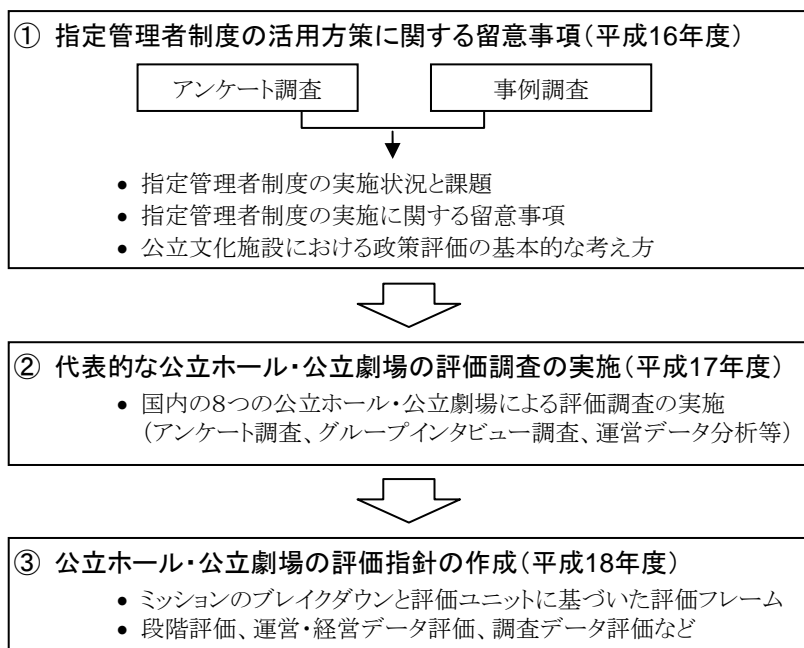 ① 指定管理者制度の活用方策に関する留意事項(平成16年度)
アンケート調査 事例調査
• 指定管理者制度の実施状況と課題
• 指定管理者制度の実施に関する留意事項
• 公立文化施設における政策評価の基本的な考え方
② 代表的な公立ホール・公立劇場の評価調査の実施(平成17年度)
• 国内の8つの公立ホール・公立劇場による評価調査の実施
(アンケート調査、グループインタビュー調査、運営データ分析等)
③ 公立ホール・公立劇場の評価指針の作成(平成18年度)
• ミッションのブレイクダウンと評価ユニットに基づいた評価フレーム
• 段階評価、運営・経営データ評価、調査データ評価など